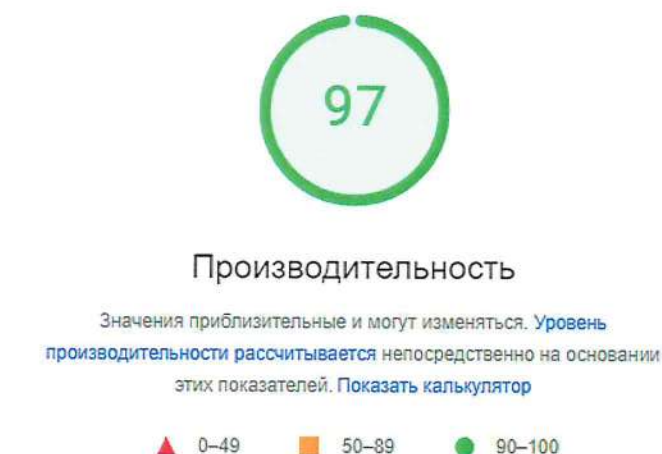 97
Производительность
Значения приблизительные и могут изменяться. Уровень
производительности рассчитывается непосредственно на основании
этих показателей. Показать калькулятор
0–49 50–89 90–100